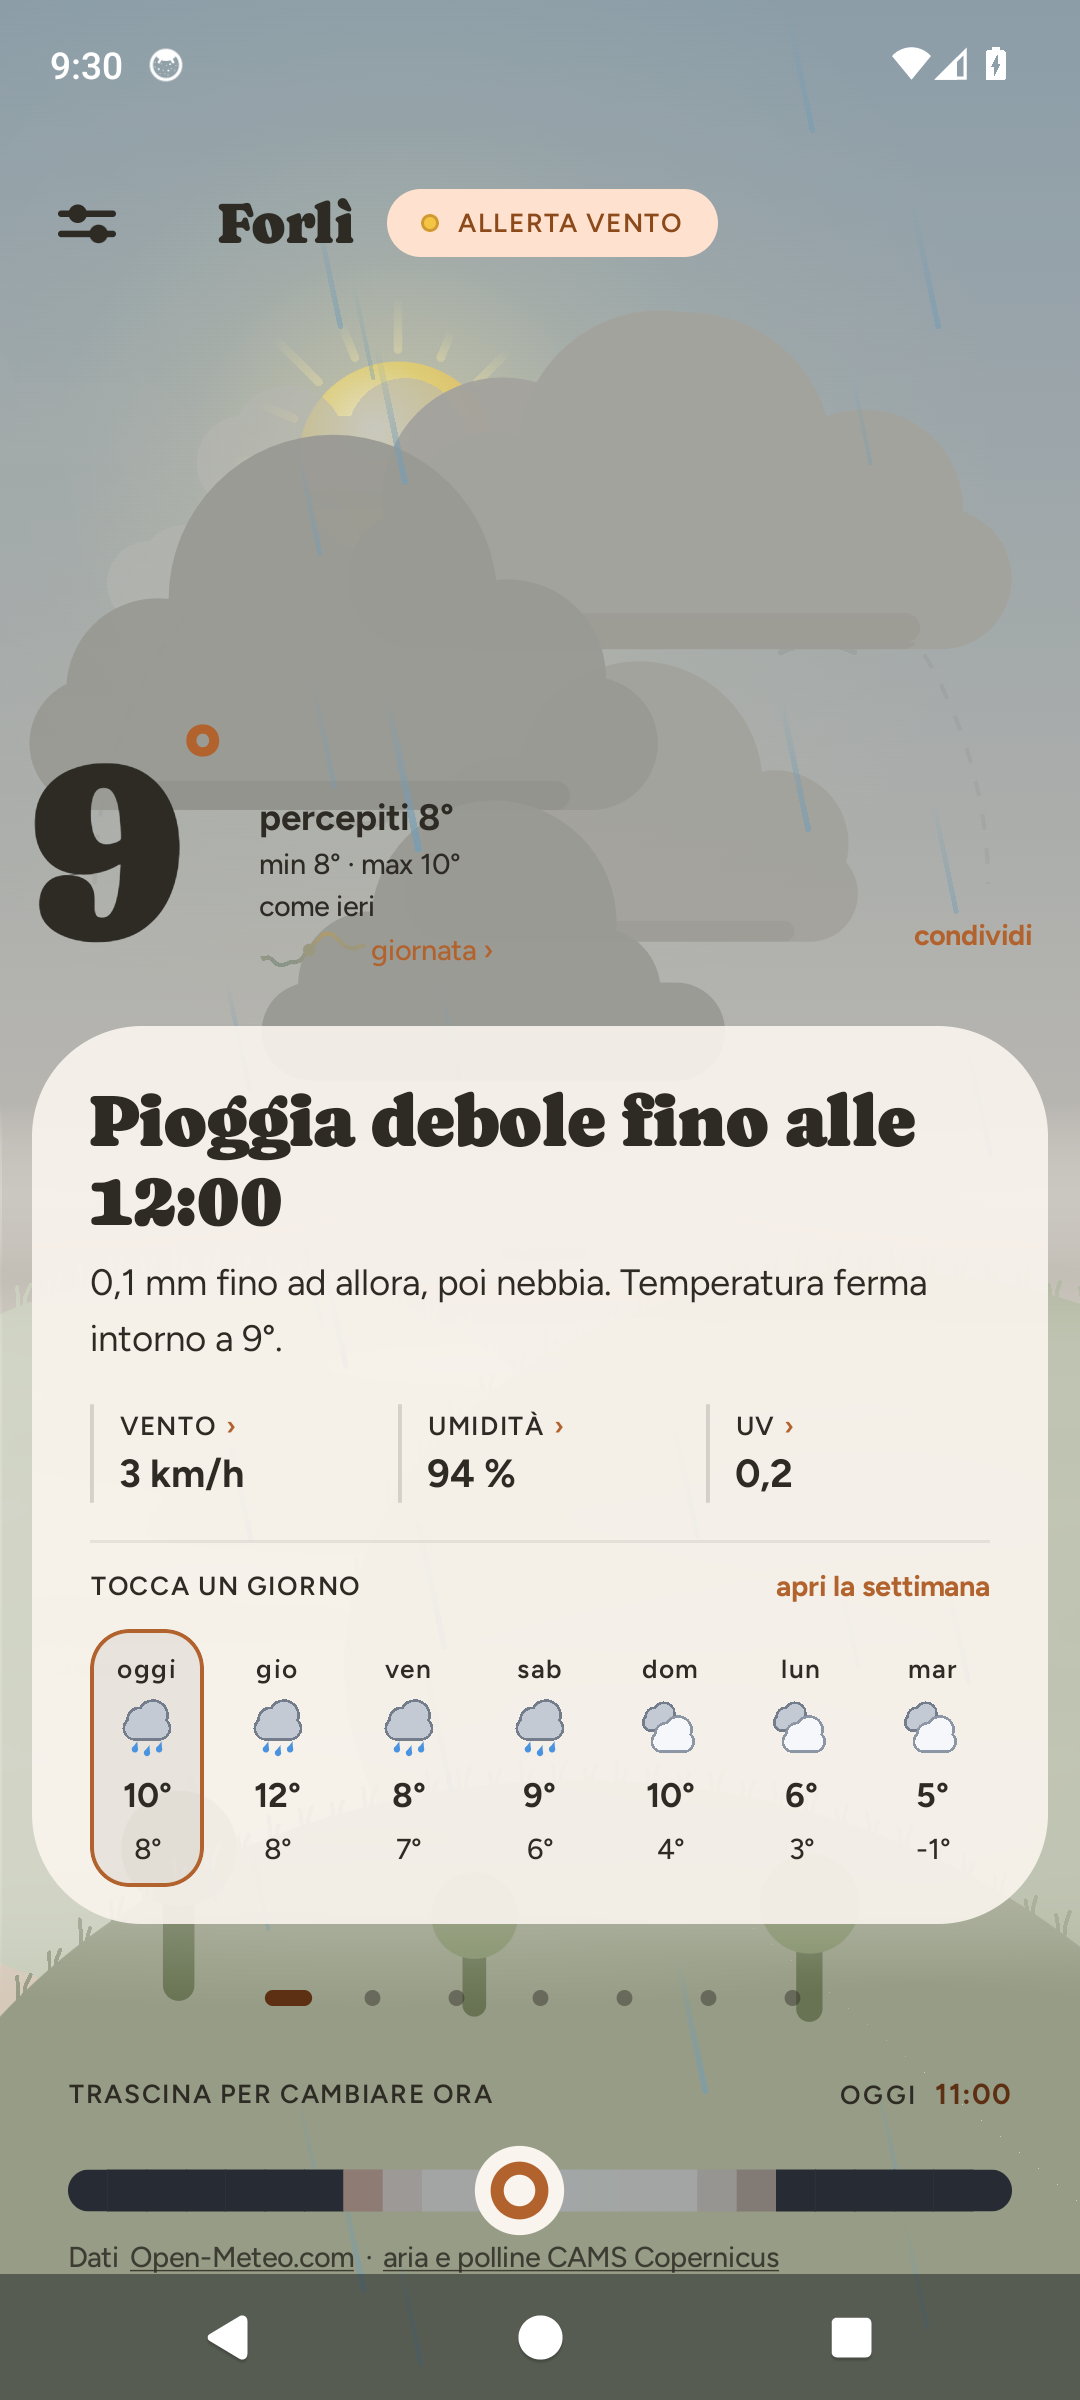 9:30
Forlì
ALLERTA VENTO
9°
percepiti 8°
min 8° · max 10°
come ieri
giornata ›
condividi
Pioggia debole fino alle
12:00
0,1 mm fino ad allora, poi nebbia. Temperatura ferma
intorno a 9°.
VENTO › UMIDITÀ › UV ›
3 km/h 94 % 0,2
TOCCA UN GIORNO apri la settimana
oggi gio ven sab dom lun mar
10° 12° 8° 9° 10° 6° 5°
8° 8° 7° 6° 4° 3° -1°
TRASCINA PER CAMBIARE ORA OGGI 11:00
Dati Open-Meteo.com · aria e polline CAMS Copernicus